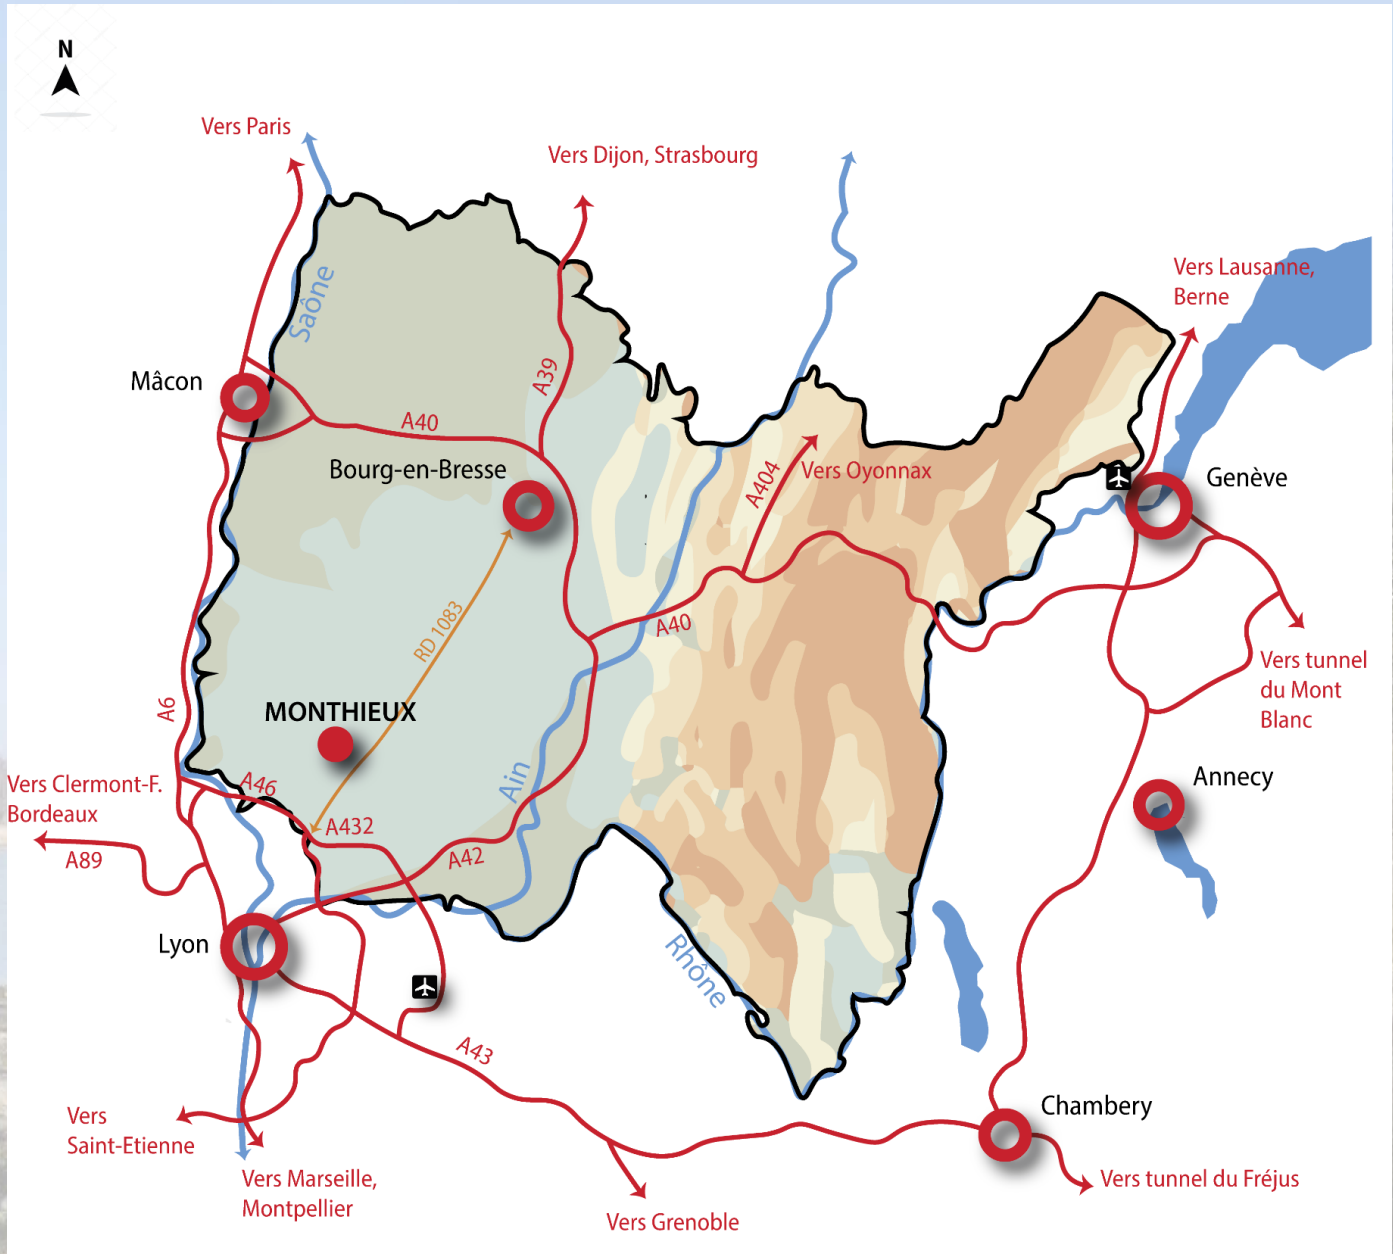 N
Vers Paris
Vers Dijon, Strasbourg
Saône
Vers Lausanne,
Berne
Mâcon
A39
A40
Bourg-en-Bresse
A404
Vers Oyonnax
Genève
RD 1083
A40
A6
MONTHIEUX
Vers tunnel
du Mont
Blanc
Ain
A46
Vers Clermont-F.
Bordeaux
A432
A89
A42
Annecy
Lyon
Rhône
A43
Vers
Saint-Etienne
Chambery
Vers Marseille,
Montpellier
Vers tunnel du Fréjus
Vers Grenoble